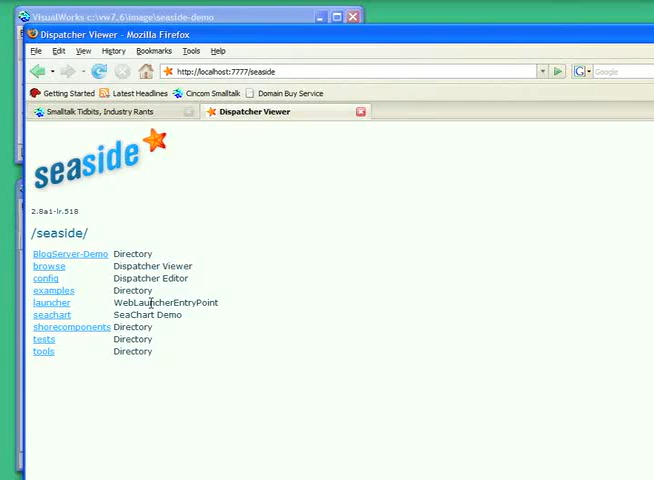 VisualWorks c:\vw7.6\image\seaside-demo
Dispatcher Viewer - Mozilla Firefox
File Edit View History Bookmarks Tools Help
http://localhost:7777/seaside
Google
Getting Started Latest Headlines Cincom Smalltalk Domain Buy Service
Smalltalk Tidbits, Industry Rants Dispatcher Viewer
seaside
2.8a1-lr.518
/seaside/
BlogServer-Demo Directory
browse Dispatcher Viewer
config Dispatcher Editor
examples Directory
launcher WebLauncherEntryPoint
seachart SeaChart Demo
shorecomponents Directory
tests Directory
tools Directory